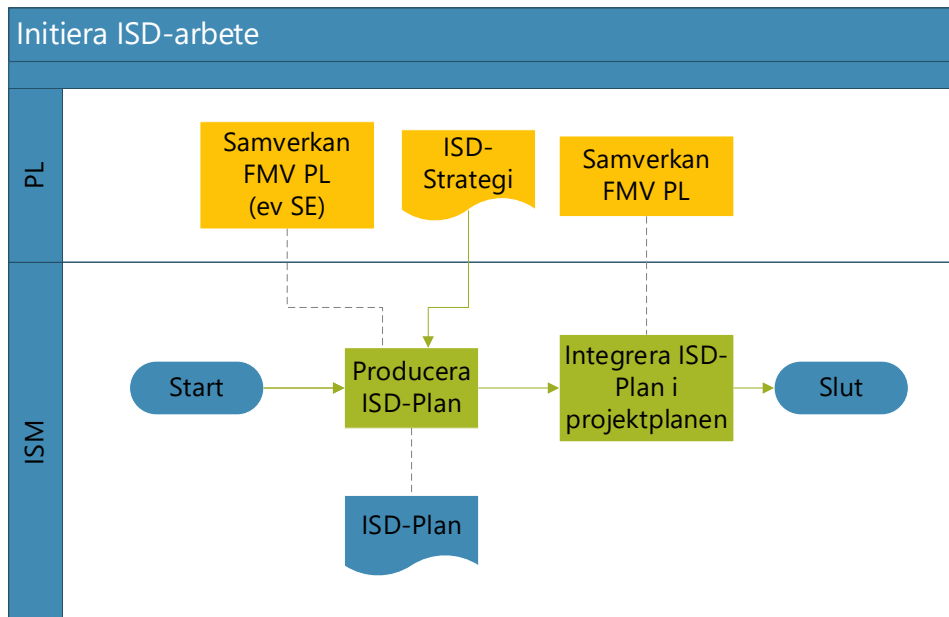 Initiera ISD-arbete
PL
Samverkan
FMV PL
(ev SE)
ISD-
Strategi
Samverkan
FMV PL
ISM
Start
Producera
ISD-Plan
Integrera ISD-
Plan i
projektplanen
Slut
ISD-Plan